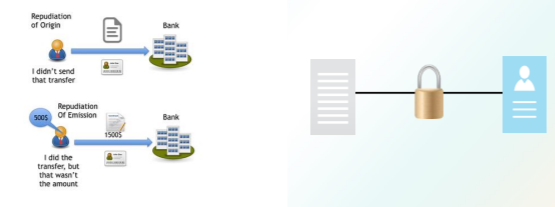 Repudiation
of Origin
Bank
I didn't send
that transfer
Repudiation
Of Emission
Bank
500$
1500$
I did the
transfer, but
that wasn't
the amount